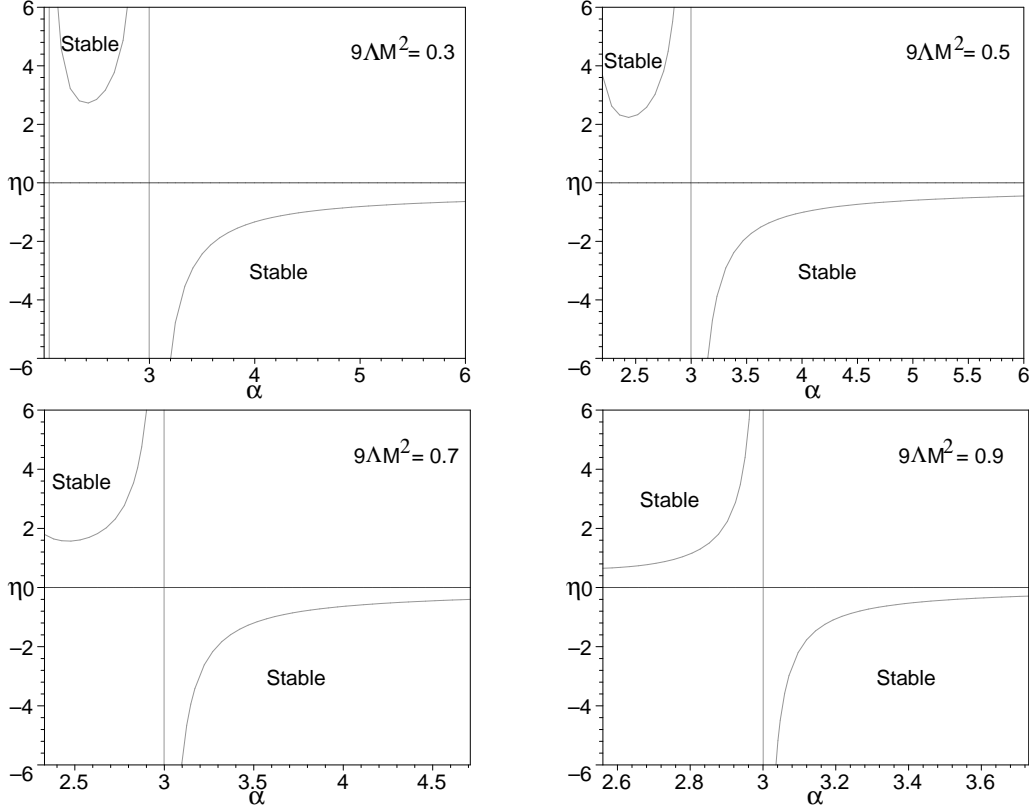 6
Stable
9ΛM²= 0.3
4
2
η0
−2
Stable
−4
−6
3 4 5 6
α
6
Stable
9ΛM²= 0.5
4
2
η0
−2
Stable
−4
−6
2.5 3 3.5 4 4.5 5 5.5 6
α
6
Stable
9ΛM²= 0.7
4
2
η0
−2
Stable
−4
−6
2.5 3 3.5 4 4.5
α
6
Stable
9ΛM²= 0.9
4
2
η0
−2
Stable
−4
−6
2.6 2.8 3 3.2 3.4 3.6
α